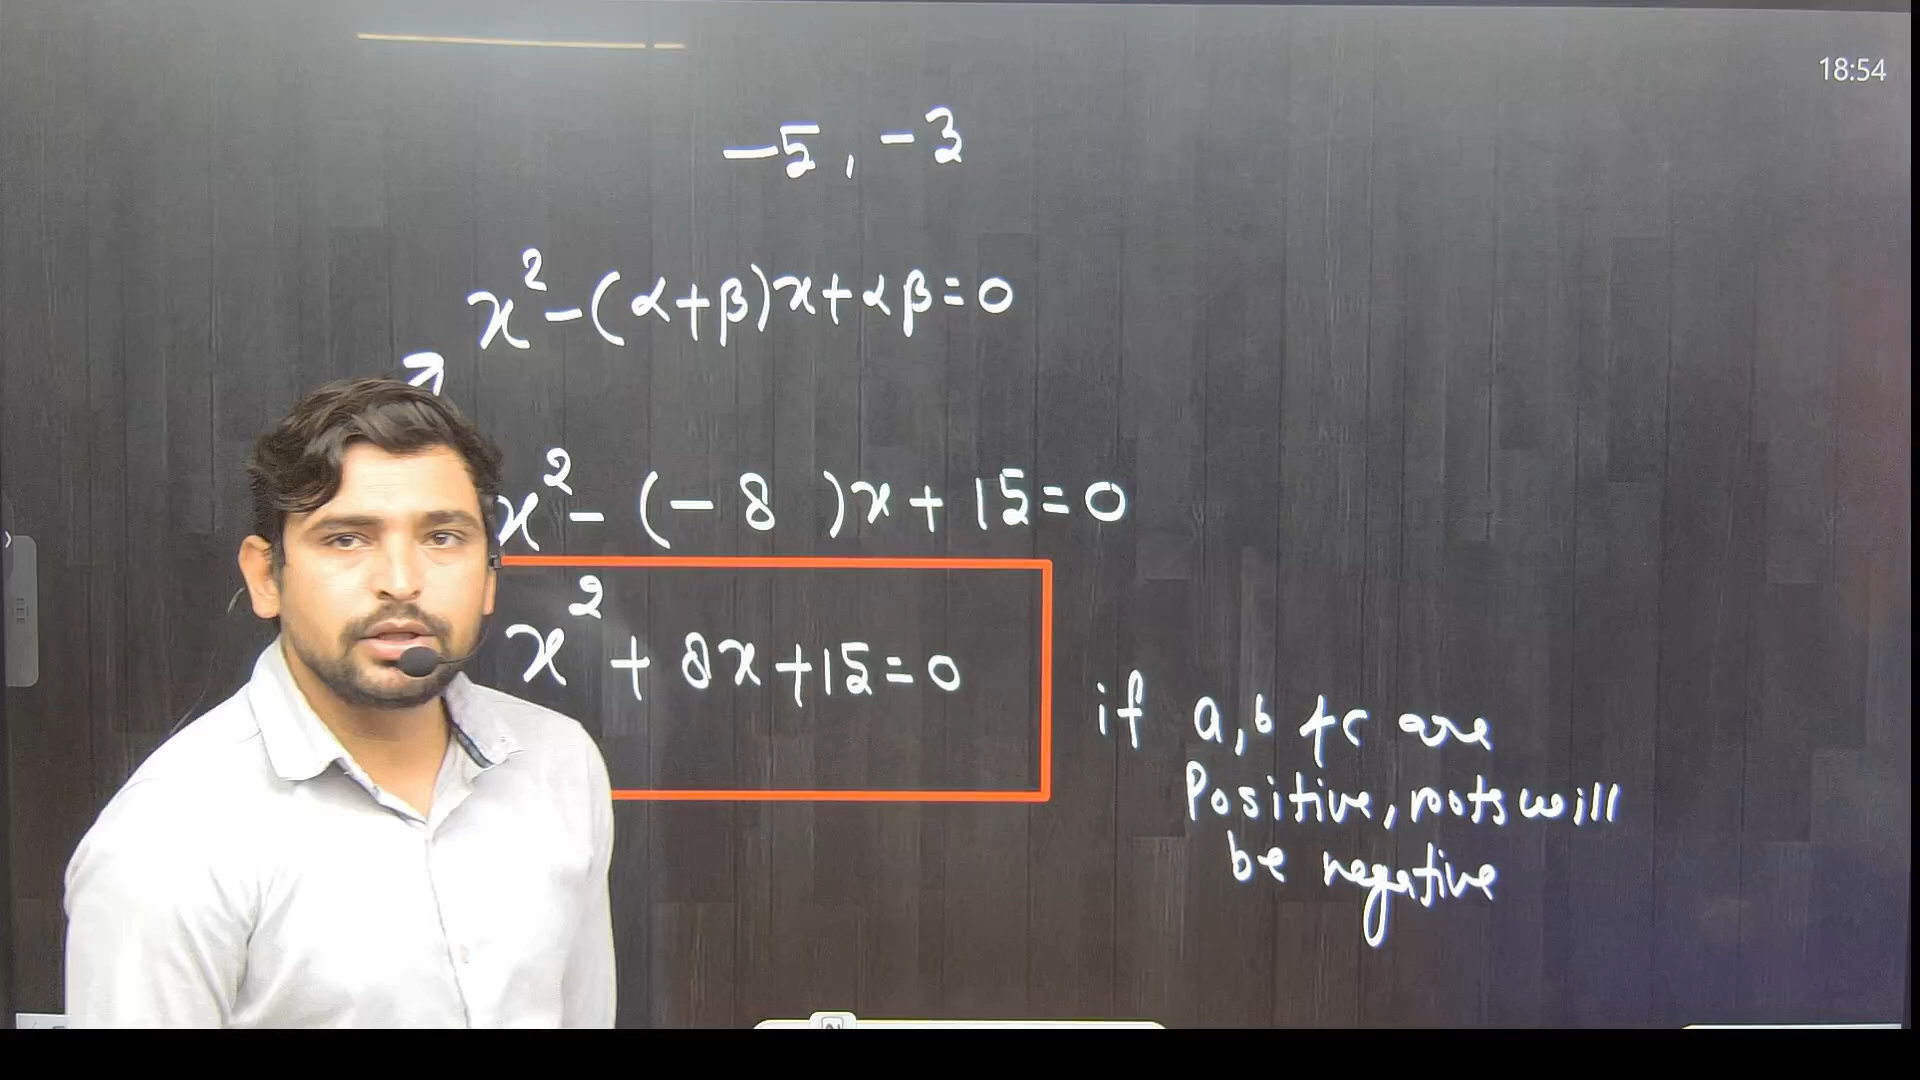 18:54
-5, -3
x² - (α+β)x + αβ = 0
x² - (-8 )x + 15 = 0
x² + 8x + 15 = 0
if a, b & c are
Positive, roots will
be negative